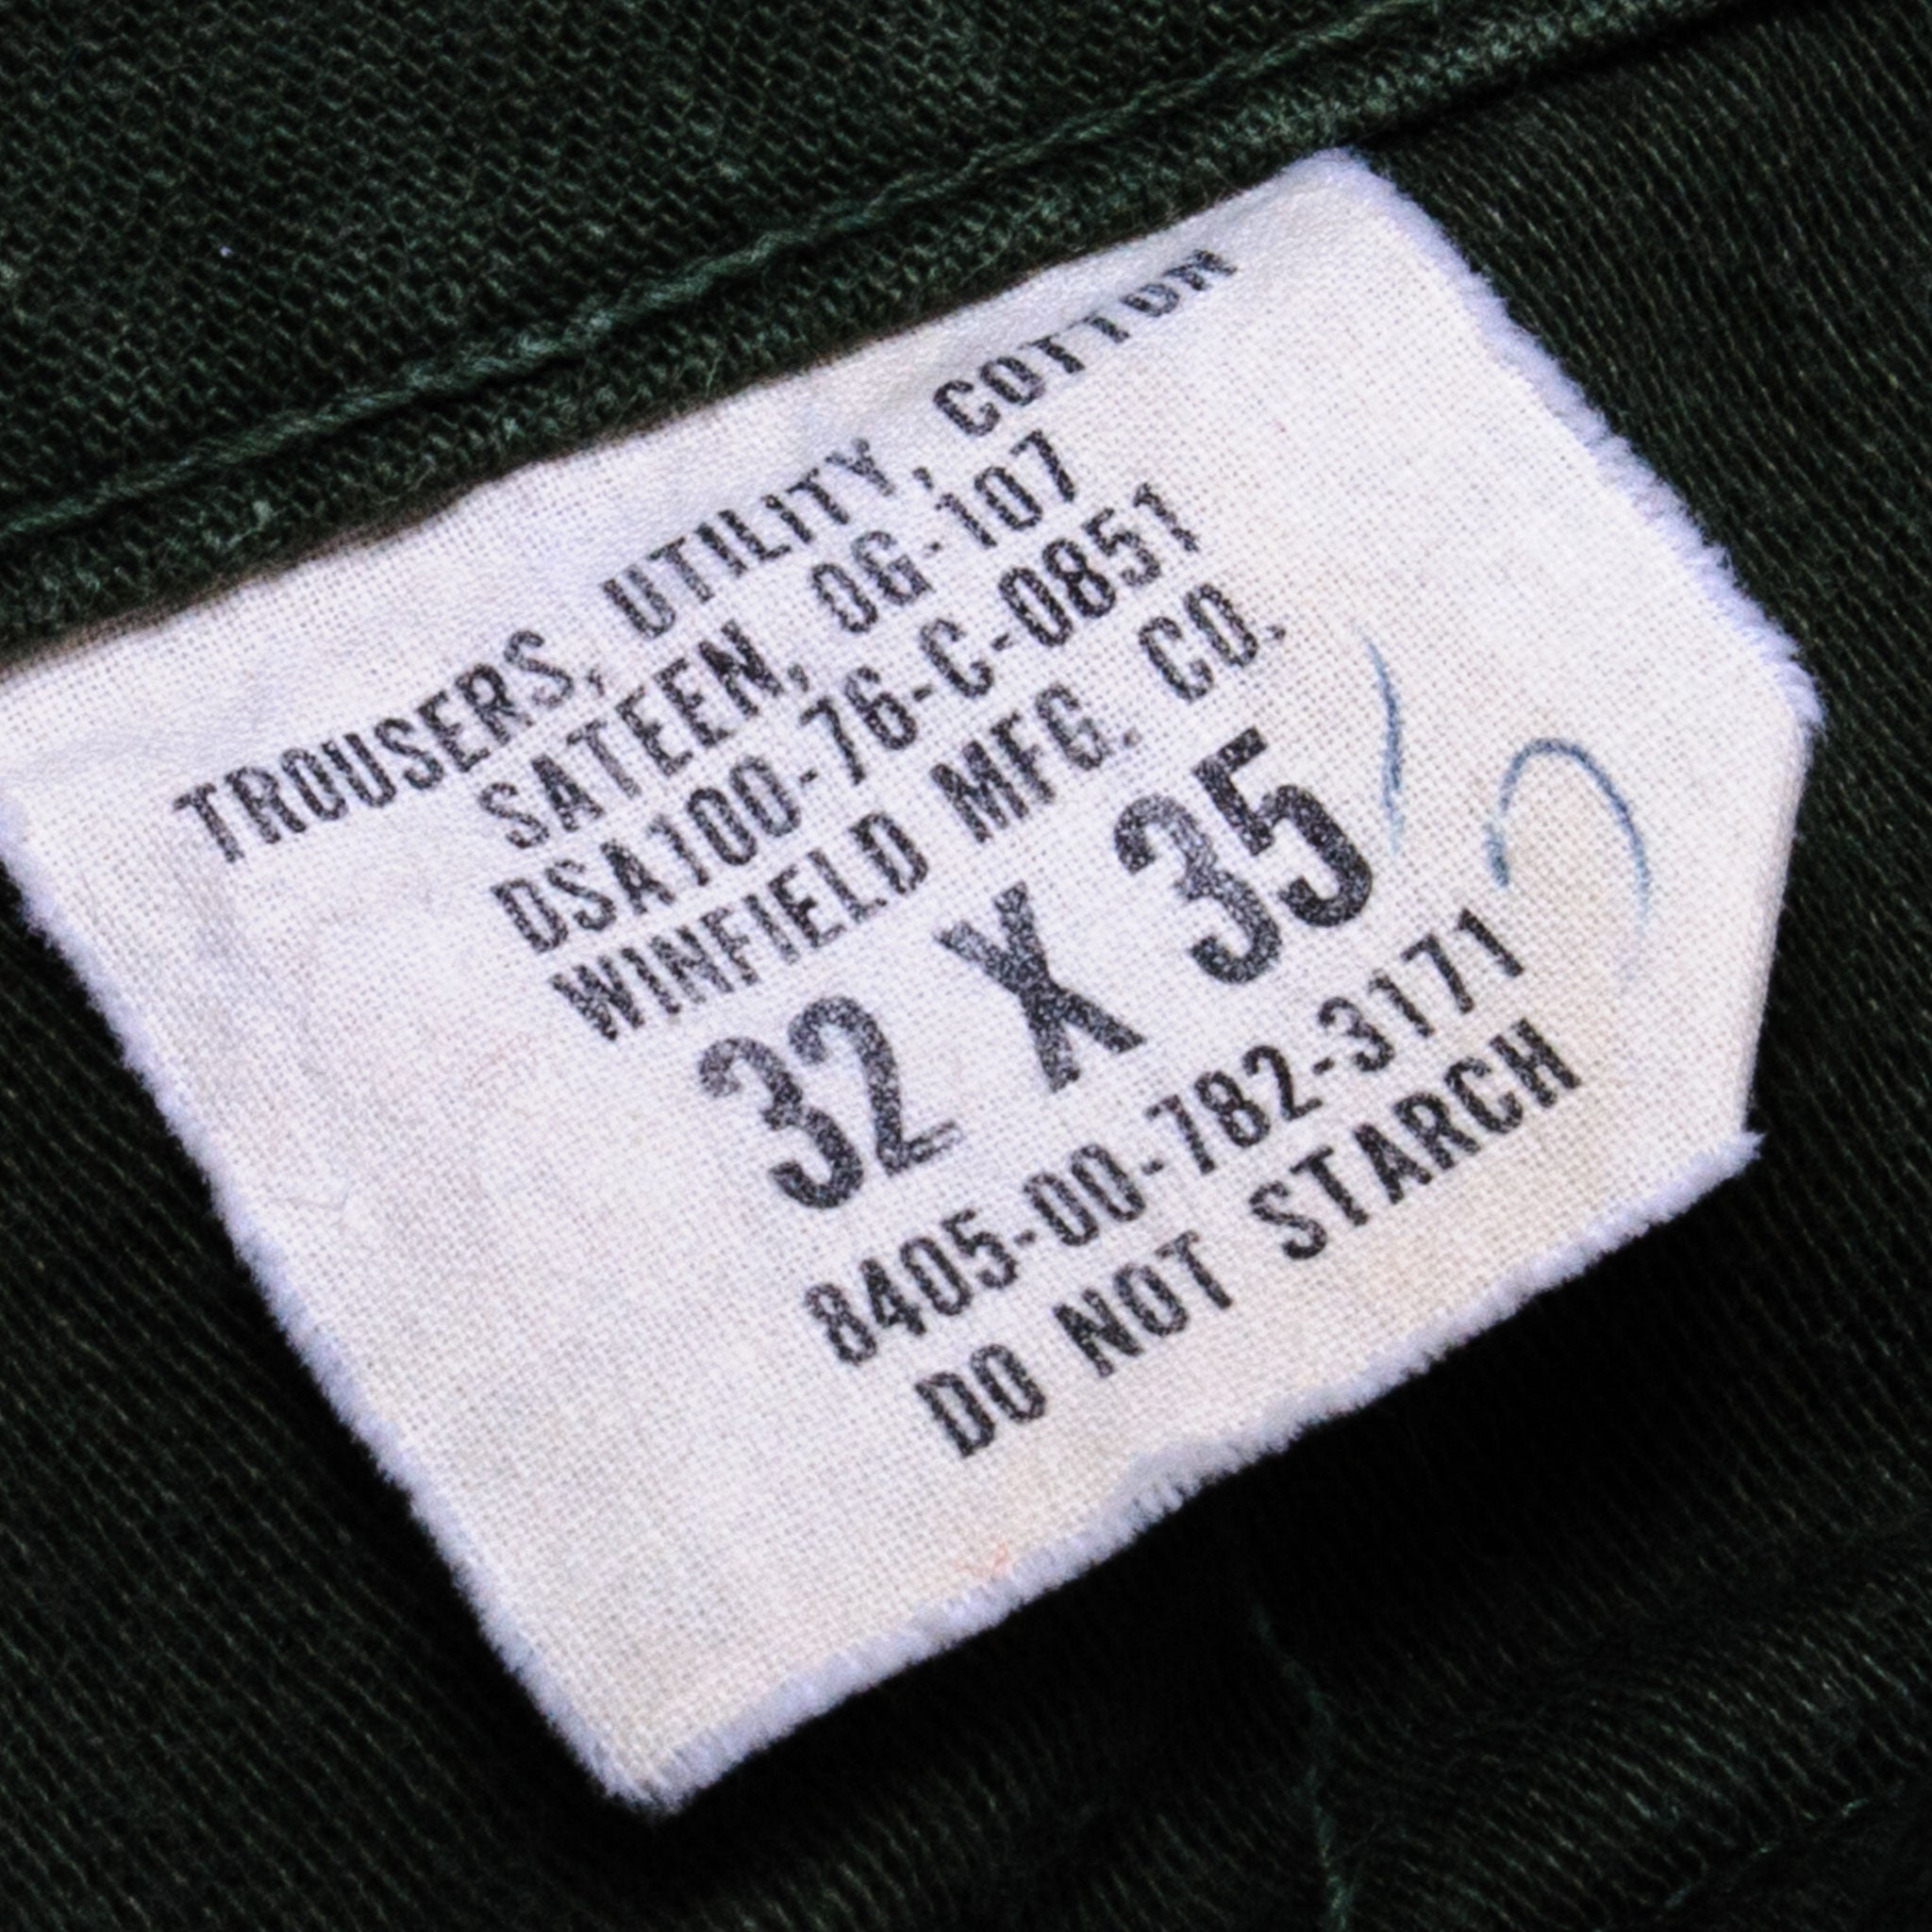 TROUSERS, UTILITY, COTTON
SATEEN, OG-107
DSA100-76-C-0851
WINFIELD MFG. CO.
32 X 35
8405-00-782-3171
DO NOT STARCH